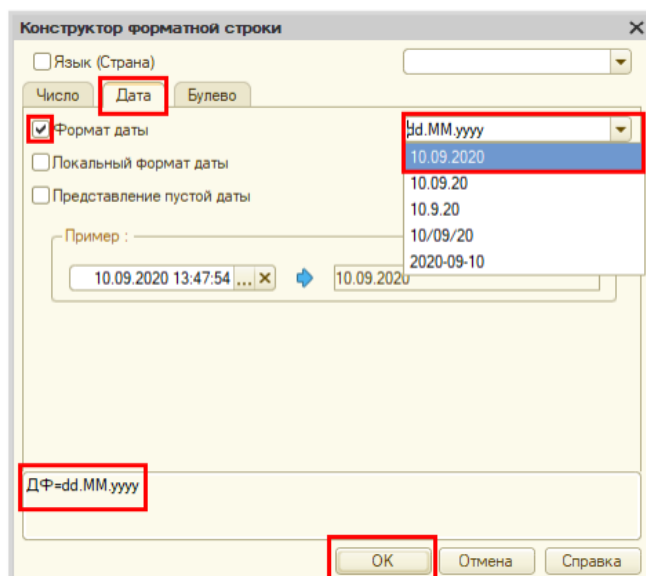 Конструктор форматной строки
Язык (Страна)
Число Дата Булево
Формат даты dd.MM.yyyy
Локальный формат даты 10.09.2020
Представление пустой даты 10.09.20
10.9.20
Пример : 10/09/20
2020-09-10
10.09.2020 13:47:54 ... 10.09.2020
ДФ=dd.MM.yyyy
OK Отмена Справка